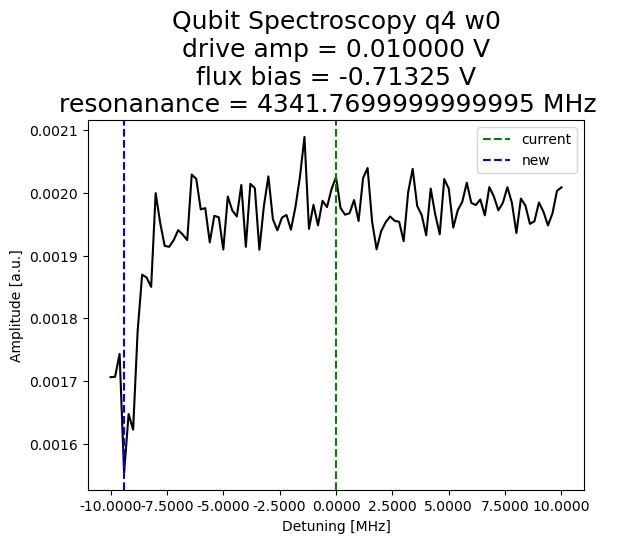 Qubit Spectroscopy q4 w0
drive amp = 0.010000 V
flux bias = -0.71325 V
resonanance = 4341.7699999999995 MHz
0.0021
0.0020
0.0019
0.0018
0.0017
0.0016
Amplitude [a.u.]
current
new
-10.0000 -7.5000 -5.0000 -2.5000 0.0000 2.5000 5.0000 7.5000 10.0000
Detuning [MHz]